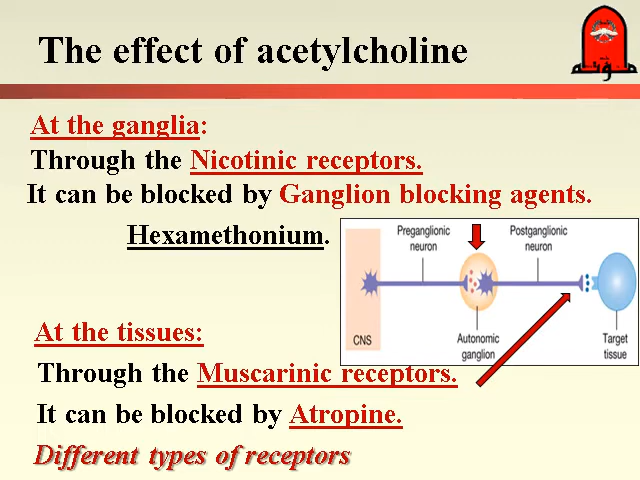 The effect of acetylcholine
مؤتة
At the ganglia:
Through the Nicotinic receptors.
It can be blocked by Ganglion blocking agents.
Hexamethonium.
Preganglionic neuron
Postganglionic neuron
CNS
Autonomic ganglion
Target tissue
At the tissues:
Through the Muscarinic receptors.
It can be blocked by Atropine.
Different types of receptors